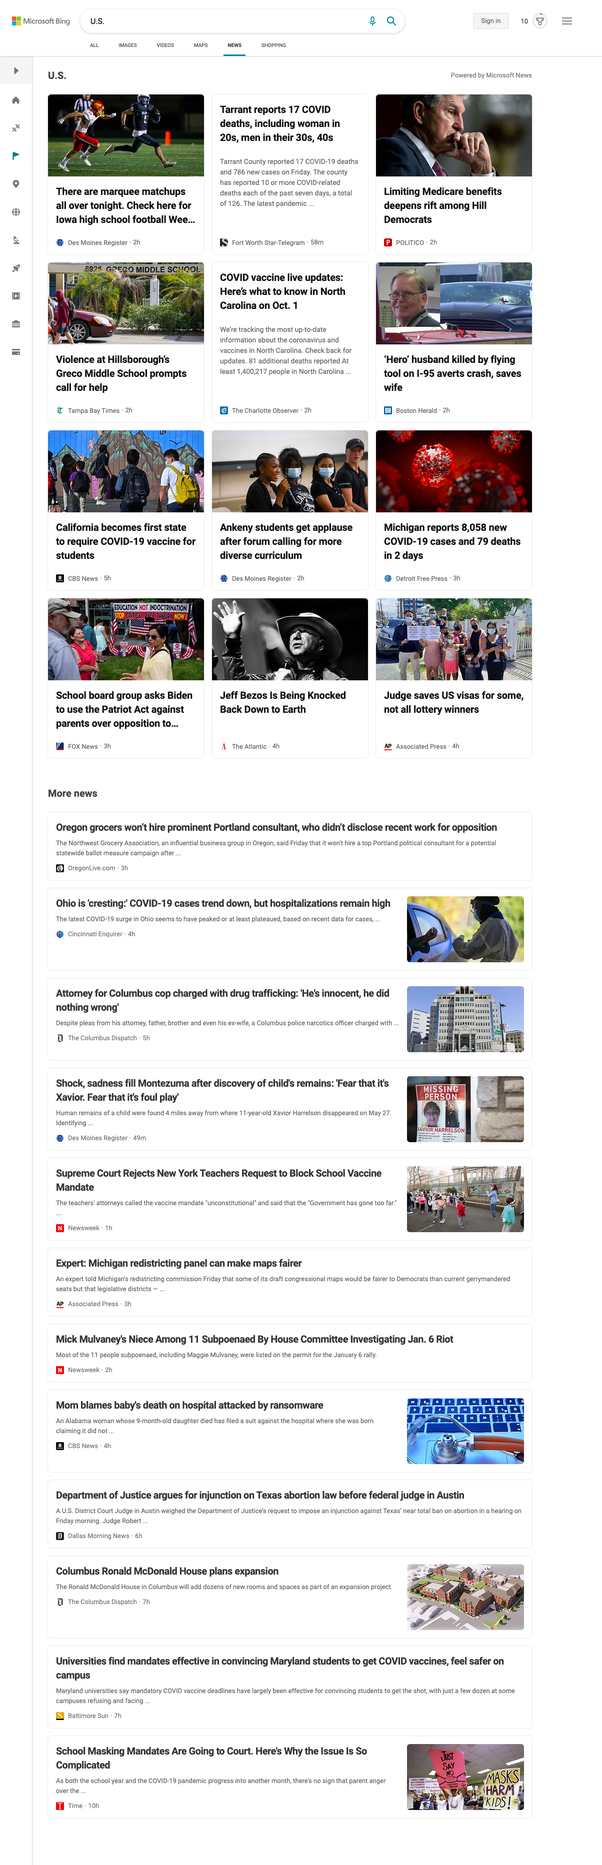 Microsoft Bing
U.S.
Sign in
10
ALL
IMAGES
VIDEOS
MAPS
NEWS
SHOPPING
U.S.
Powered by Microsoft News
There are marquee matchups
all over tonight. Check here for
Iowa high school football Wee...
Des Moines Register · 2h
Tarrant reports 17 COVID
deaths, including woman in
20s, men in their 30s, 40s
Tarrant County reported 17 COVID-19 deaths
and 786 new cases on Friday. The county
has reported 10 or more COVID-related
deaths each of the past seven days, a total
of 126. The latest pandemic ...
Fort Worth Star-Telegram · 58m
Limiting Medicare benefits
deepens rift among Hill
Democrats
POLITICO · 2h
5925 GRECO MIDDLE SCHOOL
Violence at Hillsborough's
Greco Middle School prompts
call for help
Tampa Bay Times · 2h
COVID vaccine live updates:
Here's what to know in North
Carolina on Oct. 1
We're tracking the most up-to-date
information about the coronavirus and
vaccines in North Carolina. Check back for
updates. 81 additional deaths reported At
least 1,400,217 people in North Carolina ...
The Charlotte Observer · 2h
'Hero' husband killed by flying
tool on I-95 averts crash, saves
wife
Boston Herald · 2h
California becomes first state
to require COVID-19 vaccine for
students
CBS News · 5h
Ankeny students get applause
after forum calling for more
diverse curriculum
Des Moines Register · 2h
Michigan reports 8,058 new
COVID-19 cases and 79 deaths
in 2 days
Detroit Free Press · 3h
EDUCATION NOT INDOCTRINATION
School board group asks Biden
to use the Patriot Act against
parents over opposition to...
FOX News · 3h
Jeff Bezos Is Being Knocked
Back Down to Earth
The Atlantic · 4h
Judge saves US visas for some,
not all lottery winners
Associated Press · 4h
More news
Oregon grocers won't hire prominent Portland consultant, who didn't disclose recent work for opposition
The Northwest Grocery Association, an influential business group in Oregon, said Friday that it won't hire a top Portland political consultant for a potential
statewide ballot measure campaign after ...
OregonLive.com · 3h
Ohio is 'cresting:' COVID-19 cases trend down, but hospitalizations remain high
The latest COVID-19 surge in Ohio seems to have peaked or at least plateaued, based on recent data for cases, ...
Cincinnati Enquirer · 4h
Attorney for Columbus cop charged with drug trafficking: 'He's innocent, he did
nothing wrong'
Despite pleas from his attorney, father, brother and even his ex-wife, a Columbus police narcotics officer charged with ...
The Columbus Dispatch · 5h
Shock, sadness fill Montezuma after discovery of child's remains: 'Fear that it's
Xavior. Fear that it's foul play'
Human remains of a child were found 4 miles away from where 11-year-old Xavior Harrelson disappeared on May 27.
Identifying ...
Des Moines Register · 49m
MISSING
PERSON
XAVIOR HARRELSON
Supreme Court Rejects New York Teachers Request to Block School Vaccine
Mandate
The teachers' attorneys called the vaccine mandate "unconstitutional" and said that the "Government has gone too far."
...
Newsweek · 1h
Expert: Michigan redistricting panel can make maps fairer
An expert told Michigan's redistricting commission Friday that some of its draft congressional maps would be fairer to Democrats than current gerrymandered
seats but that legislative districts — ...
Associated Press · 3h
Mick Mulvaney's Niece Among 11 Subpoenaed By House Committee Investigating Jan. 6 Riot
Most of the 11 people subpoenaed, including Maggie Mulvaney, were listed on the permit for the January 6 rally.
Newsweek · 2h
Mom blames baby's death on hospital attacked by ransomware
An Alabama woman whose 9-month-old daughter died has filed a suit against the hospital where she was born
claiming it did not ...
CBS News · 4h
Department of Justice argues for injunction on Texas abortion law before federal judge in Austin
A U.S. District Court Judge in Austin weighed the Department of Justice's request to impose an injunction against Texas' near total ban on abortion in a hearing on
Friday morning. Judge Robert ...
Dallas Morning News · 6h
Columbus Ronald McDonald House plans expansion
The Ronald McDonald House in Columbus will add dozens of new rooms and spaces as part of an expansion project.
The Columbus Dispatch · 7h
Universities find mandates effective in convincing Maryland students to get COVID vaccines, feel safer on
campus
Maryland universities say mandatory COVID vaccine deadlines have largely been effective for convincing students to get the shot, with just a few dozen at some
campuses refusing and facing ...
Baltimore Sun · 7h
School Masking Mandates Are Going to Court. Here's Why the Issue Is So
Complicated
As both the school year and the COVID-19 pandemic progress into another month, there's no sign that parent anger
over the ...
Time · 10h
JUST
SAY
NO
MASKS
HARM
KIDS!